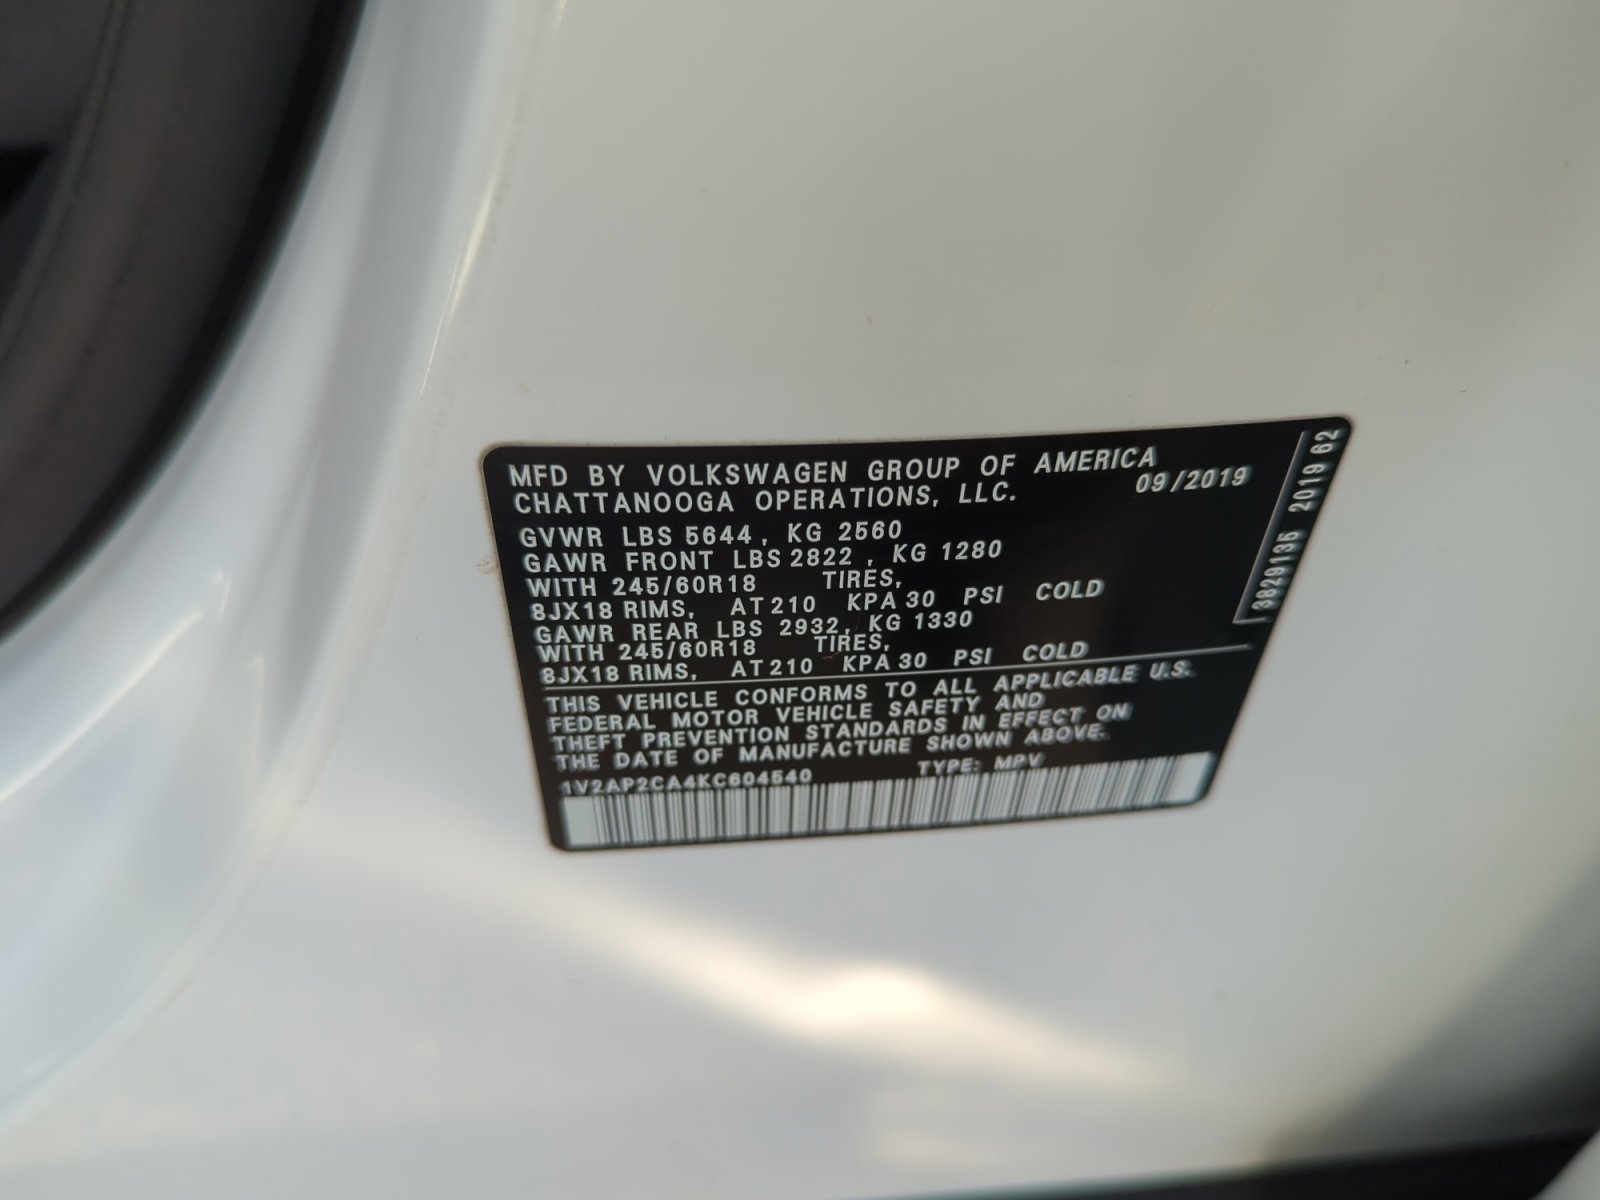 MFD BY VOLKSWAGEN GROUP OF AMERICA
CHATTANOOGA OPERATIONS, LLC. 09/2019
GVWR LBS 5644, KG 2560
GAWR FRONT LBS 2822, KG 1280
WITH 245/60R18 TIRES,
8JX18 RIMS, AT 210 KPA 30 PSI COLD
GAWR REAR LBS 2932, KG 1330
WITH 245/60R18 TIRES,
8JX18 RIMS, AT 210 KPA 30 PSI COLD
THIS VEHICLE CONFORMS TO ALL APPLICABLE U.S.
FEDERAL MOTOR VEHICLE SAFETY AND
THEFT PREVENTION STANDARDS IN EFFECT ON
THE DATE OF MANUFACTURE SHOWN ABOVE.
1V2AP2CA4KC604540 TYPE: MPV
3829135 2019 62